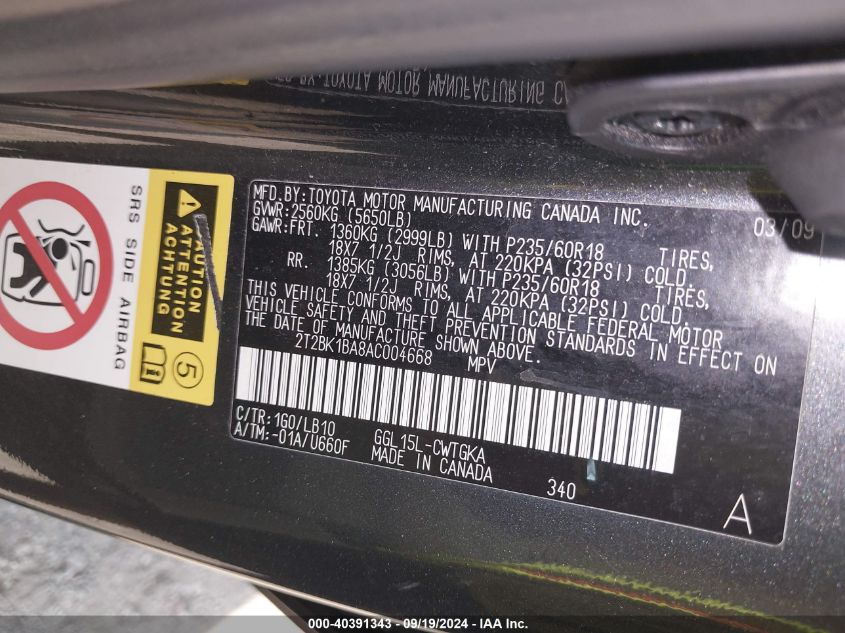 MFD.BY:TOYOTA MOTOR MANUFACTURING CANADA INC. 03/09
GVWR:2560KG (5650LB)
GAWR:FRT. 1360KG (2999LB) WITH P235/60R18 TIRES,
18X7 1/2J RIMS, AT 220KPA (32PSI) COLD.
RR. 1385KG (3056LB) WITH P235/60R18 TIRES,
18X7 1/2J RIMS, AT 220KPA (32PSI) COLD.
THIS VEHICLE CONFORMS TO ALL APPLICABLE FEDERAL MOTOR
VEHICLE SAFETY AND THEFT PREVENTION STANDARDS IN EFFECT ON
THE DATE OF MANUFACTURE SHOWN ABOVE.
2T2BK1BA8AC004668 MPV
C/TR:1G0/LB10
A/TM:-01A/U660F
GGL15L-CWTGKA
MADE IN CANADA
340
A
SRS SIDE AIRBAG
CAUTION
ATTENTION
ACHTUNG
5
BY:TOYOTA MOTOR MANUFACTURING
000-40391343 - 09/19/2024 - IAA Inc.